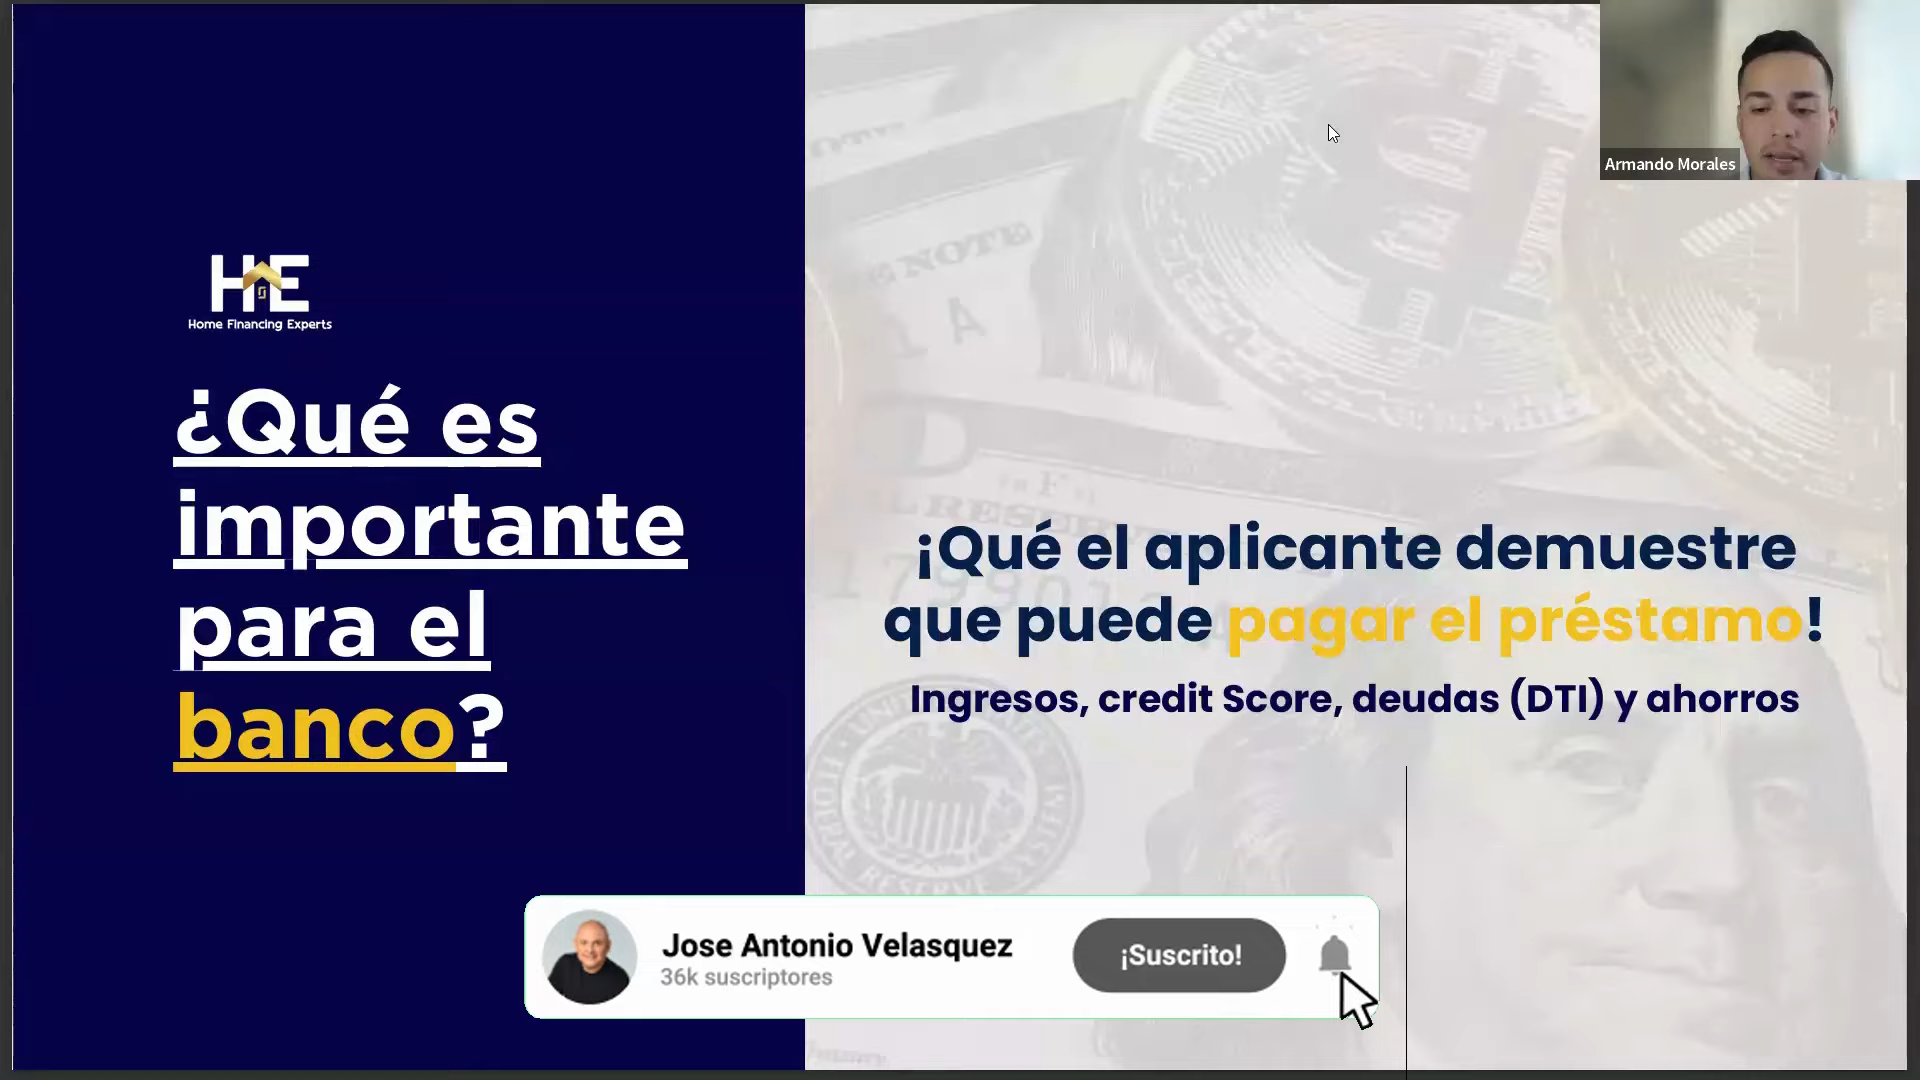 Armando Morales
HE
Home Financing Experts
¿Qué es
importante
para el
banco?
¡Qué el aplicante demuestre
que puede pagar el préstamo!
Ingresos, credit Score, deudas (DTI) y ahorros
Jose Antonio Velasquez
36k suscriptores
¡Suscrito!